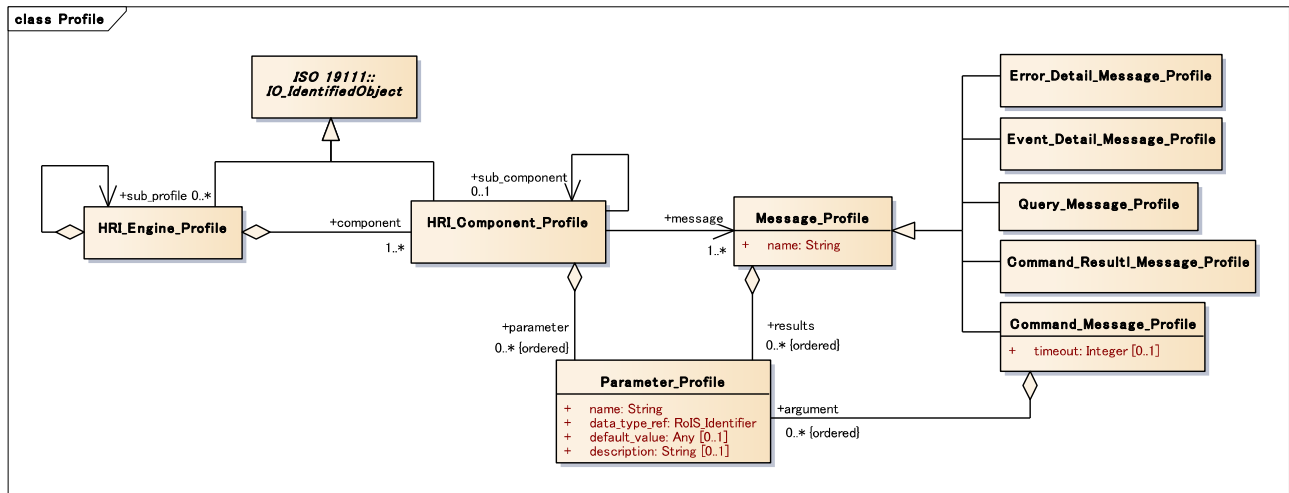 class Profile
ISO 19111::
IO_IdentifiedObject
+sub_profile 0..*
HRI_Engine_Profile
+component
1..*
+sub_component
0..1
HRI_Component_Profile
+message
1..*
Message_Profile
+ name: String
Error_Detail_Message_Profile
Event_Detail_Message_Profile
Query_Message_Profile
Command_Resultl_Message_Profile
Command_Message_Profile
+ timeout: Integer [0..1]
+parameter
0..* {ordered}
+results
0..* {ordered}
+argument
0..* {ordered}
Parameter_Profile
+ name: String
+ data_type_ref: RoIS_Identifier
+ default_value: Any [0..1]
+ description: String [0..1]